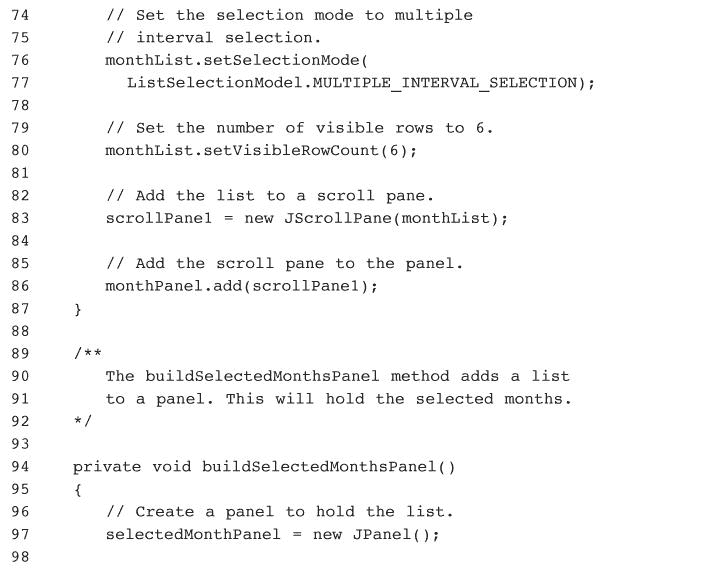 74 // Set the selection mode to multiple
75 // interval selection.
76 monthList.setSelectionMode(
77 ListSelectionModel.MULTIPLE_INTERVAL_SELECTION);
78
79 // Set the number of visible rows to 6.
80 monthList.setVisibleRowCount(6);
81
82 // Add the list to a scroll pane.
83 scrollPane1 = new JScrollPane(monthList);
84
85 // Add the scroll pane to the panel.
86 monthPanel.add(scrollPane1);
87 }
88
89 /**
90 The buildSelectedMonthsPanel method adds a list
91 to a panel. This will hold the selected months.
92 */
93
94 private void buildSelectedMonthsPanel()
95 {
96 // Create a panel to hold the list.
97 selectedMonthPanel = new JPanel();
98